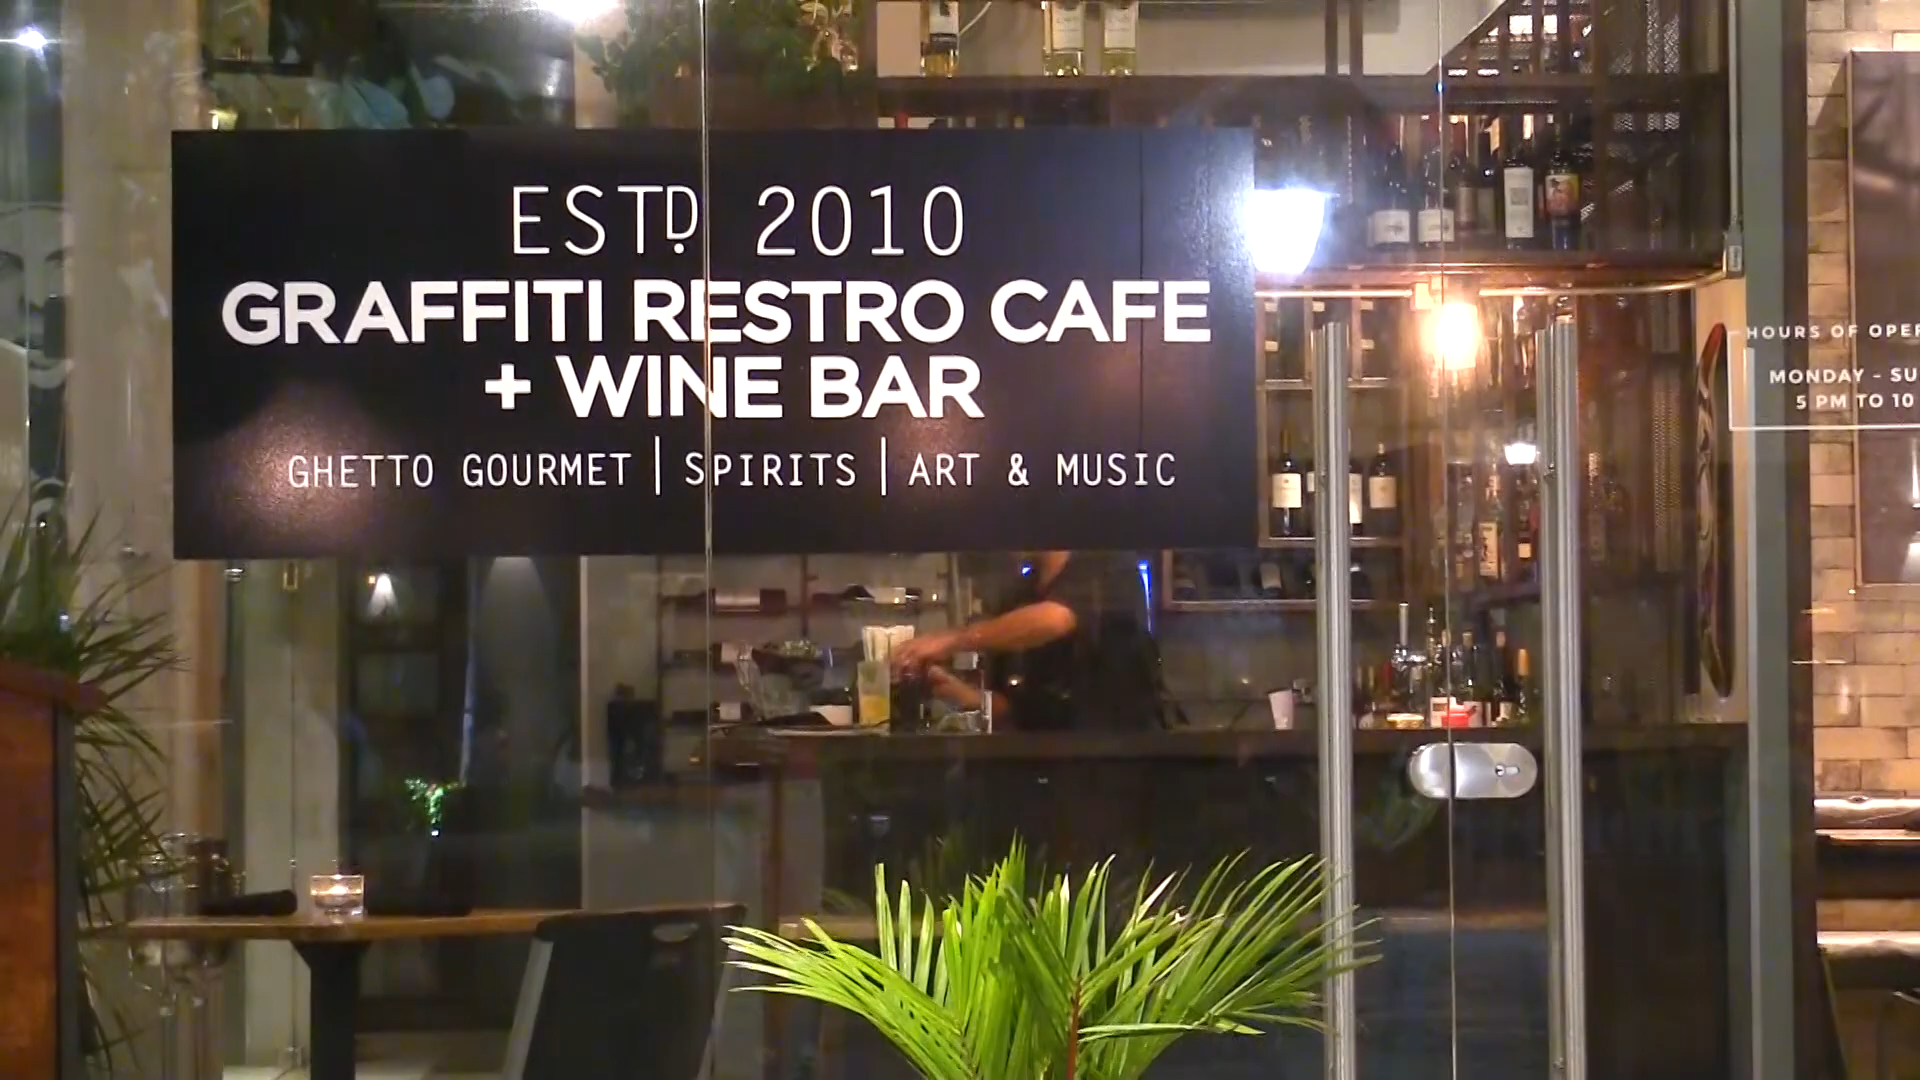 ESTD 2010
GRAFFITI RESTRO CAFE
+ WINE BAR
GHETTO GOURMET | SPIRITS | ART & MUSIC
HOURS OF OPER
MONDAY - SU
5 PM TO 10